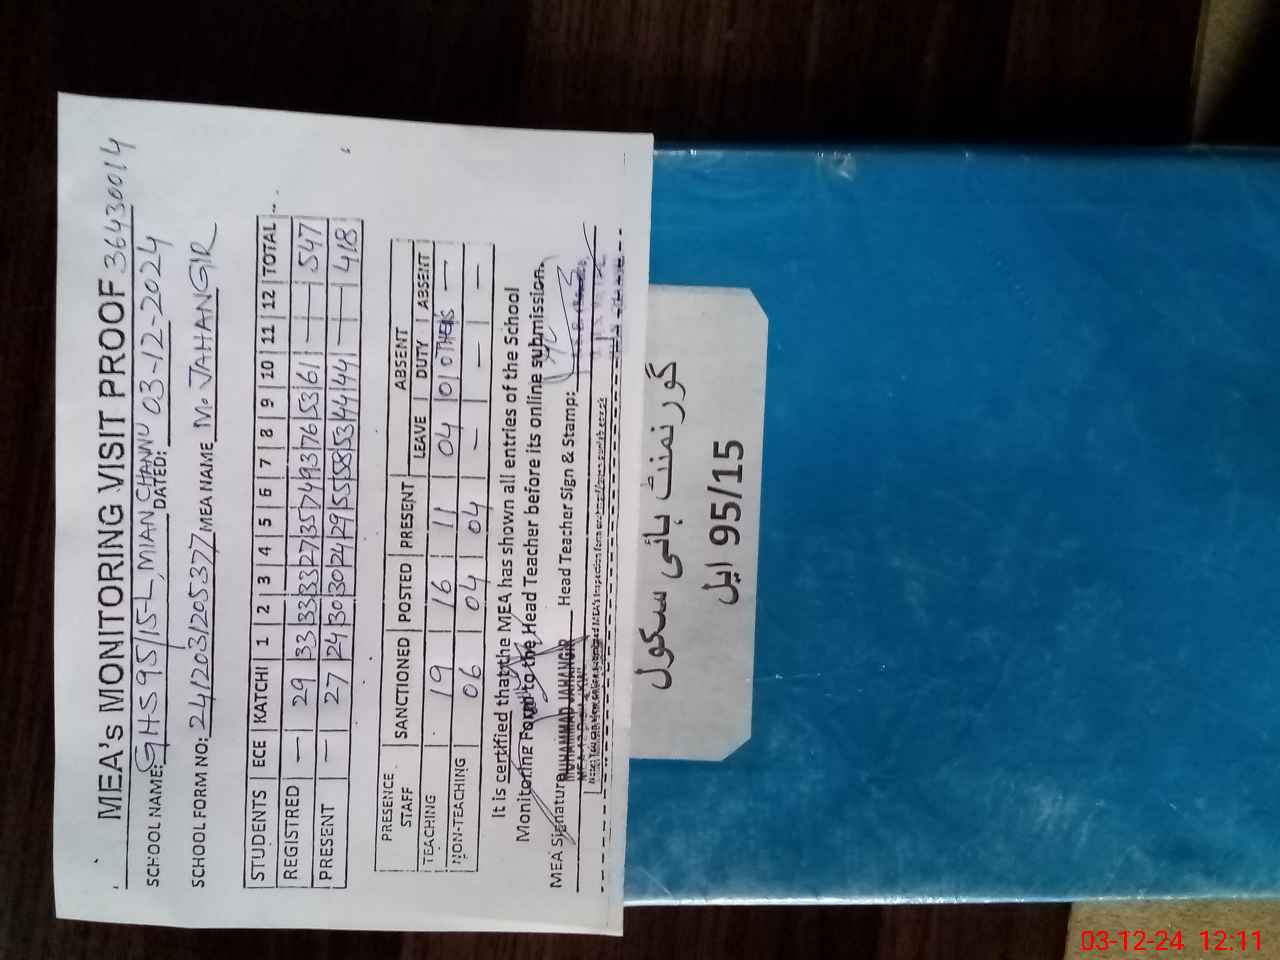 MEA's MONITORING VISIT PROOF 36430014
SCHOOL NAME: GHS 95/15-L, MIAN CHANNU DATED: 03-12-2024
SCHOOL FORM NO: 241203120S377 MEA NAME M. JAHANGIR
STUDENTS ECE KATCHI 1 2 3 4 5 6 7 8 9 10 11 12 TOTAL
REGISTRED — 29 33 33 33 27 35 74 93 76 53 61 — — 547
PRESENT — 27 24 30 30 24 29 55 58 53 44 44 — — 418
PRESENCE STAFF SANCTIONED POSTED PRESENT ABSENT
LEAVE DUTY OTHERS ABSENT
TEACHING 19 16 11 04 01 —
NON-TEACHING 06 04 04 — — —
It is certified that the MEA has shown all entries of the School
Monitoring Form to the Head Teacher before its online submission.
MEA Signature Head Teacher Sign & Stamp:
MUHAMMAD JAHANGIR
گورنمنٹ ہائی سکول
95/15 ایل
03-12-24 12:11